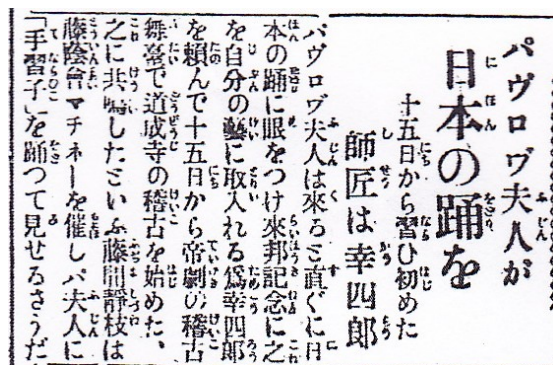 パヴロヴ夫人が
日本の踊を
十五日から習ひ初めた
師匠は幸四郎
パヴロヴ夫人は來ると直ぐに日
本の踊に眼をつけ來邦記念に之
を自分の藝に取入れる爲幸四郎
を頼んで十五日から帝劇の稽古
舞臺で道成寺の稽古を始めた、
之に共鳴したといふ藤間靜枝は
藤陰會マチネーを催しパ夫人に
「手習子」を踊つて見せるさうだ